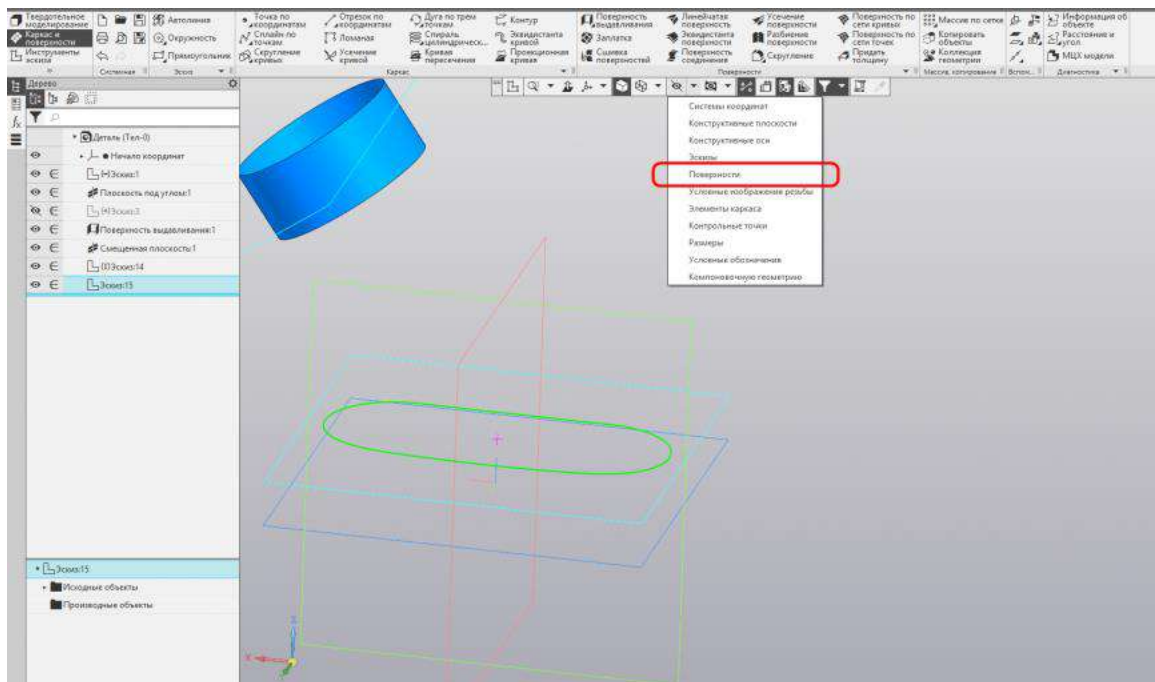 Твердотельное моделирование
Каркас и поверхности
Инструменты эскиза
Системная
Автолиния
Окружность
Прямоугольник
Эскиз
Точка по координатам
Сплайн по точкам
Скругление кривых
Отрезок по координатам
Ломаная
Усечение кривой
Дуга по трем точкам
Спираль цилиндрическ...
Кривая пересечения
Контур
Эквидистанта кривой
Проекционная кривая
Каркас
Поверхность выдавливания
Заплатка
Сшивка поверхностей
Линейчатая поверхность
Эквидистанта поверхности
Поверхность соединения
Усечение поверхности
Разбиение поверхности
Скругление
Поверхность по сети кривых
Поверхность по сети точек
Придать толщину
Поверхности
Массив по сетке
Копировать объекты
Коллекция геометрии
Массив, копирование
Вспом...
Информация об объекте
Расстояние и угол
МЦХ модели
Диагностика
Дерево
Деталь (Тел-0)
Начало координат
(+)Эскиз:1
Плоскость под углом:1
Поверхность выдавливания:1
Смещенная плоскость:1
Эскиз:14
Эскиз:15
Эскиз:15
Исходные объекты
Производные объекты
Системы координат
Конструктивные плоскости
Конструктивные оси
Эскизы
Поверхности
Условные изображения резьбы
Элементы каркаса
Контрольные точки
Размеры
Условные обозначения
Компоновочную геометрию
X
Z